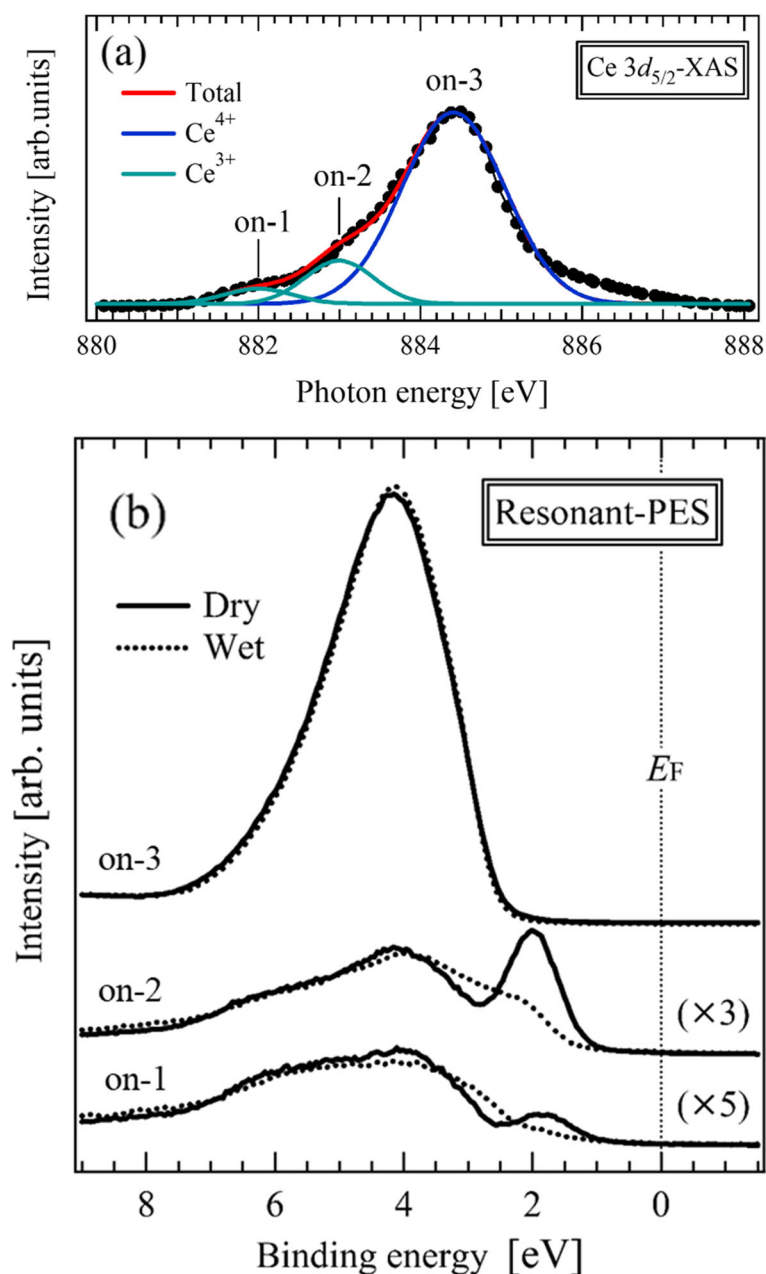 (a)
Ce 3d5/2-XAS
Total
Ce4+
Ce3+
on-1
on-2
on-3
Intensity [arb.units]
880
882
884
886
888
Photon energy [eV]
(b)
Resonant-PES
Dry
Wet
EF
on-3
on-2
(×3)
on-1
(×5)
Intensity [arb. units]
8
6
4
2
0
Binding energy [eV]